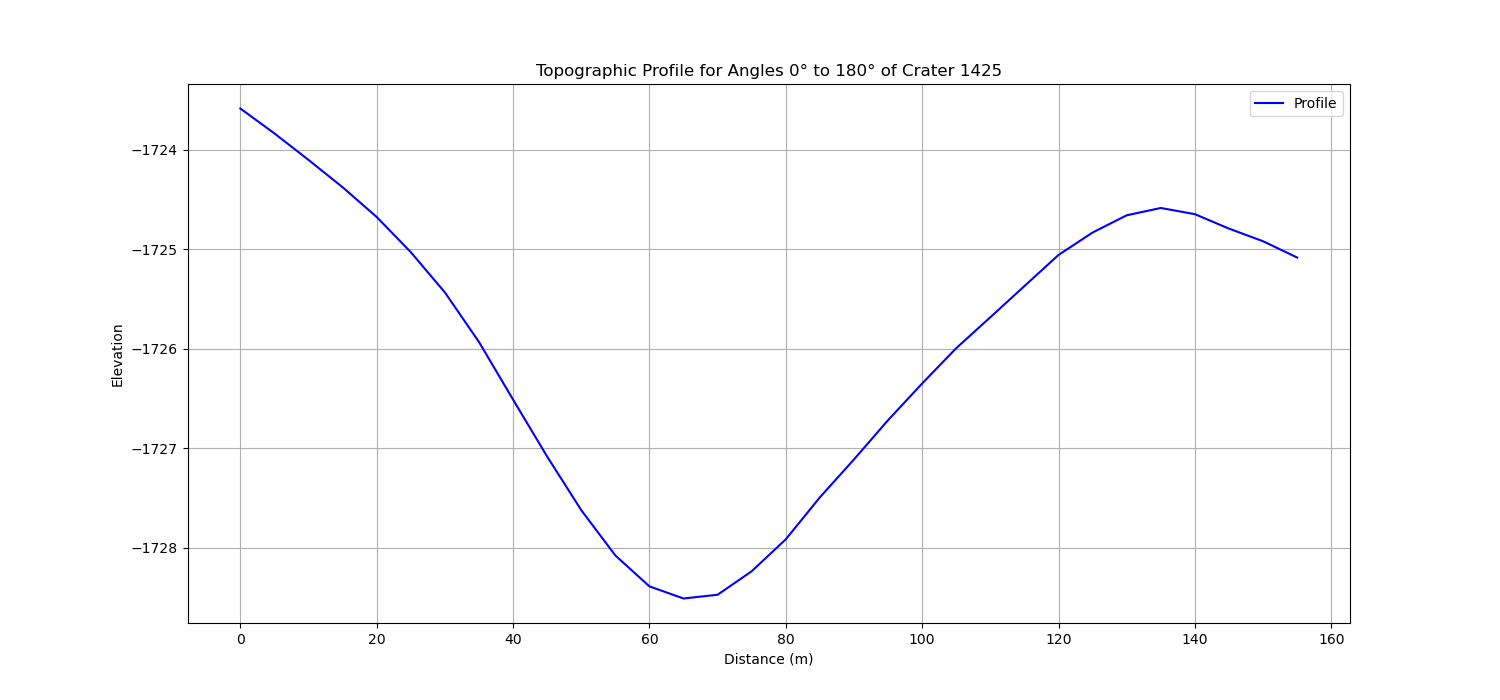 Topographic Profile for Angles 0° to 180° of Crater 1425
Profile
−1724
−1725
−1726
−1727
−1728
Elevation
0 20 40 60 80 100 120 140 160
Distance (m)